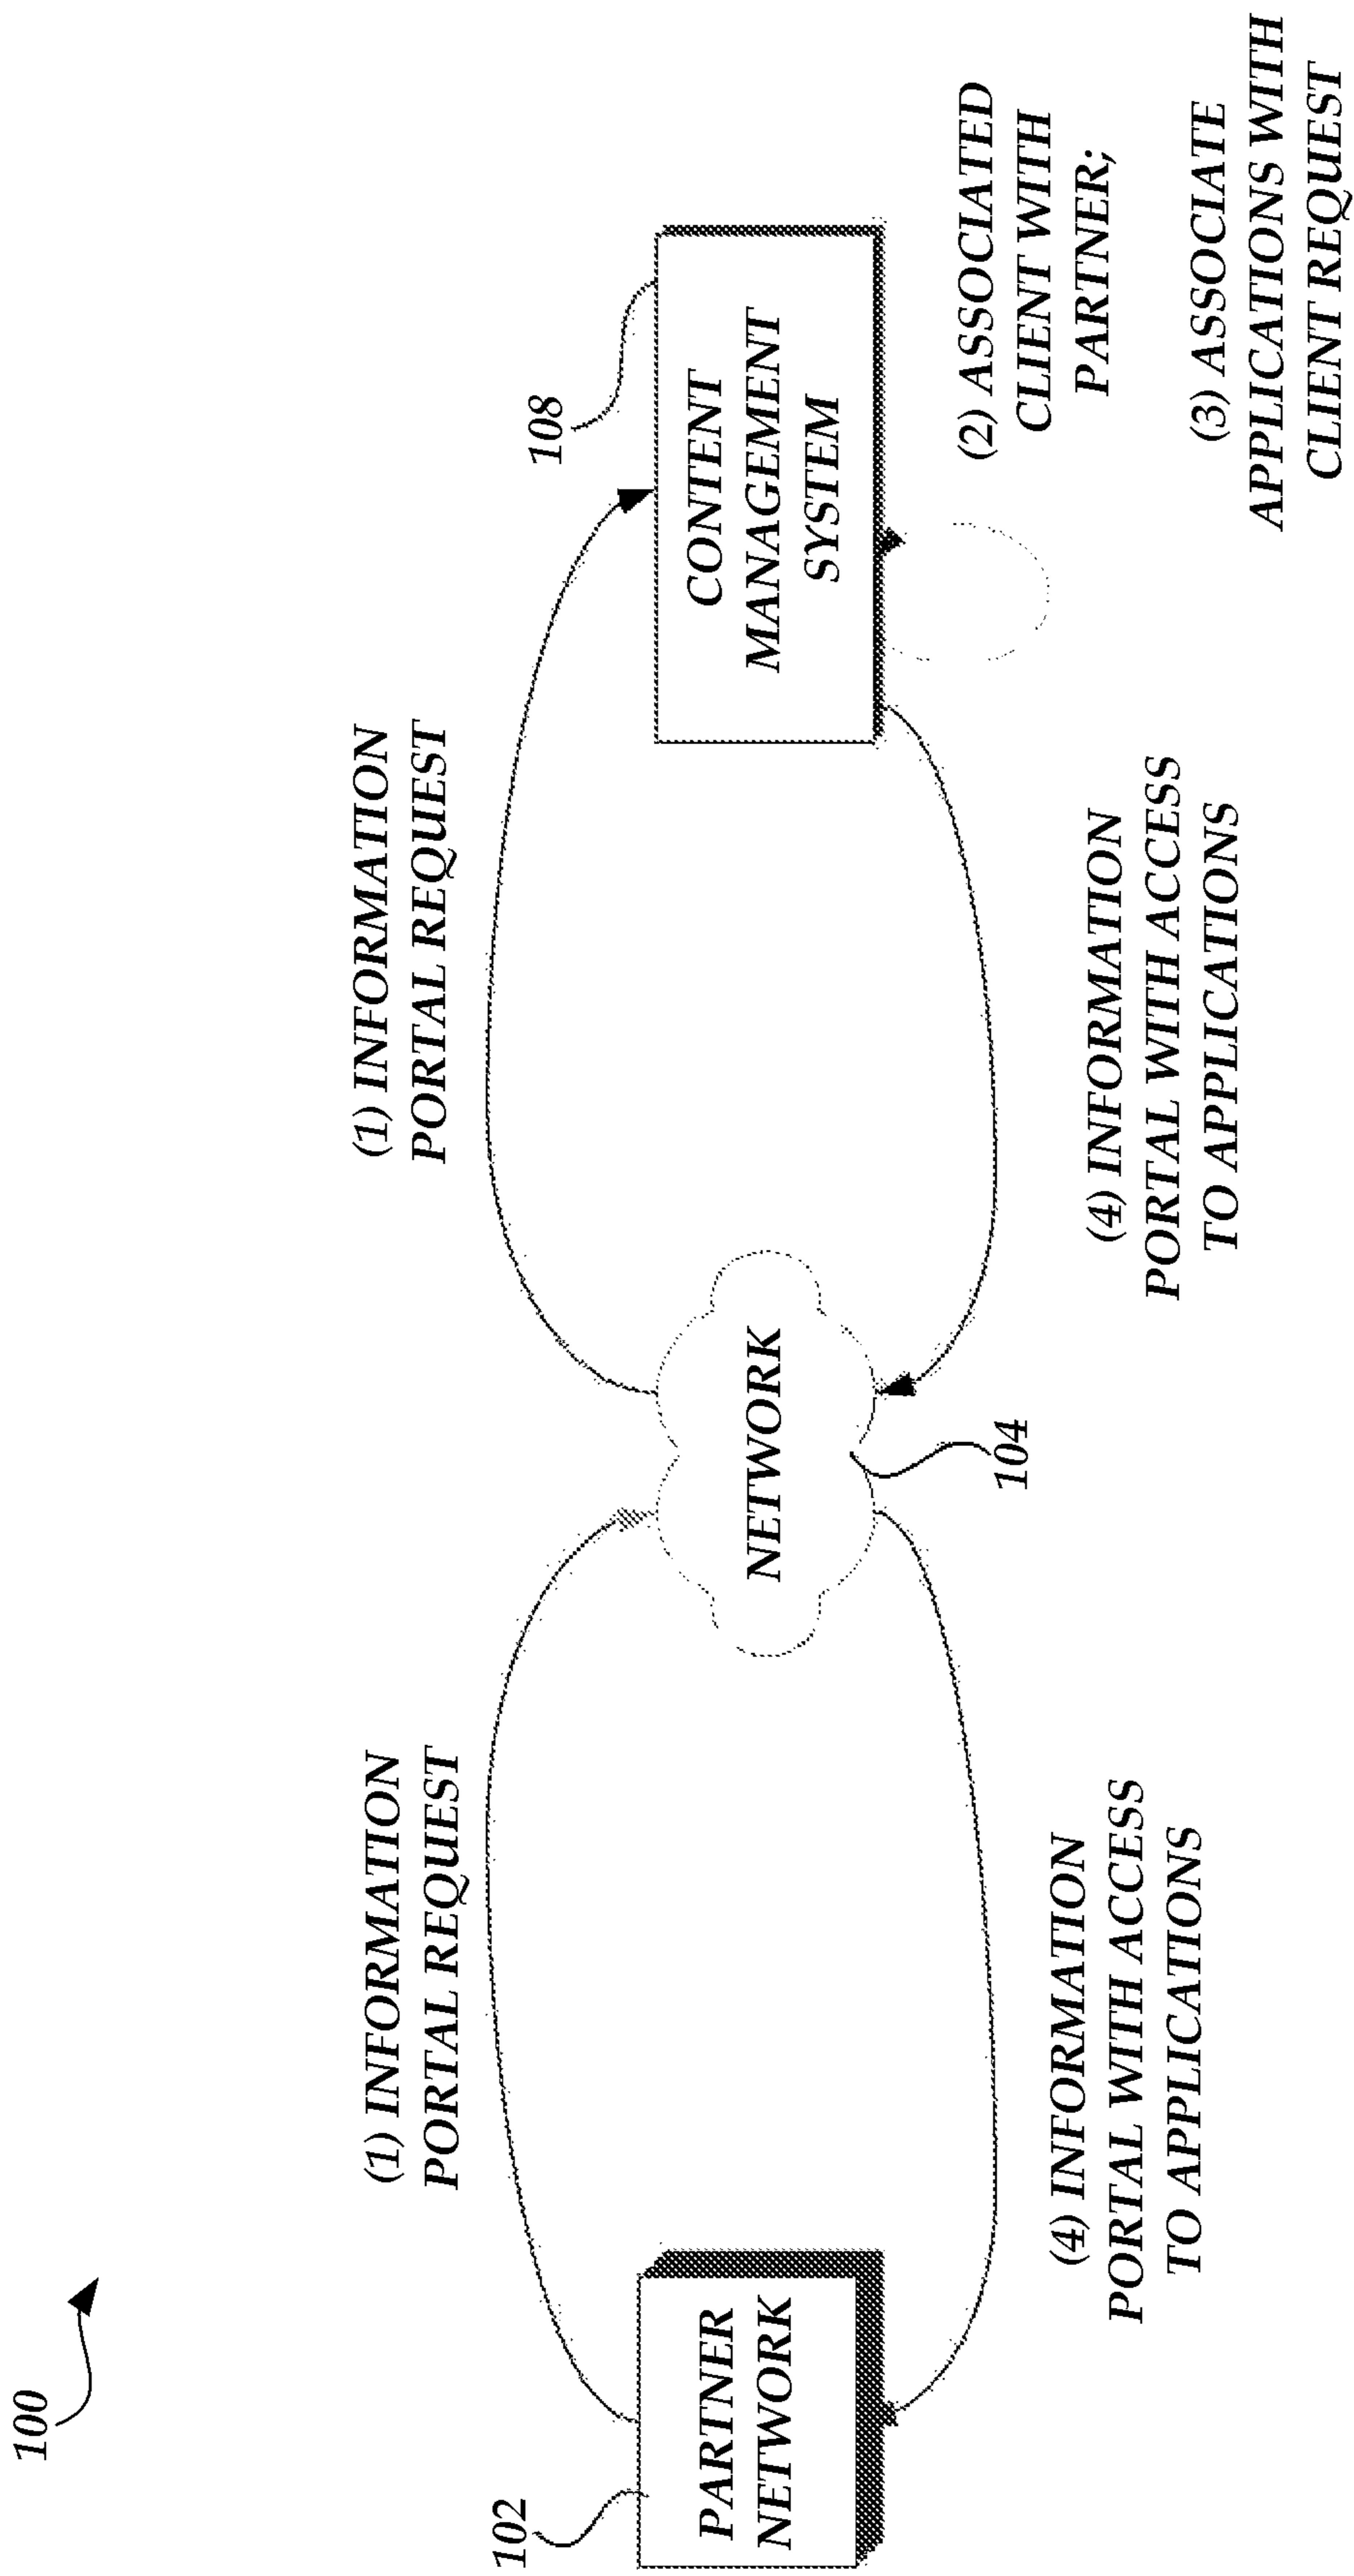 100
(1) INFORMATION
PORTAL REQUEST
(1) INFORMATION
PORTAL REQUEST
102
PARTNER
NETWORK
NETWORK
104
108
CONTENT
MANAGEMENT
SYSTEM
(4) INFORMATION
PORTAL WITH ACCESS
TO APPLICATIONS
(4) INFORMATION
PORTAL WITH ACCESS
TO APPLICATIONS
(2) ASSOCIATED
CLIENT WITH
PARTNER;
(3) ASSOCIATE
APPLICATIONS WITH
CLIENT REQUEST